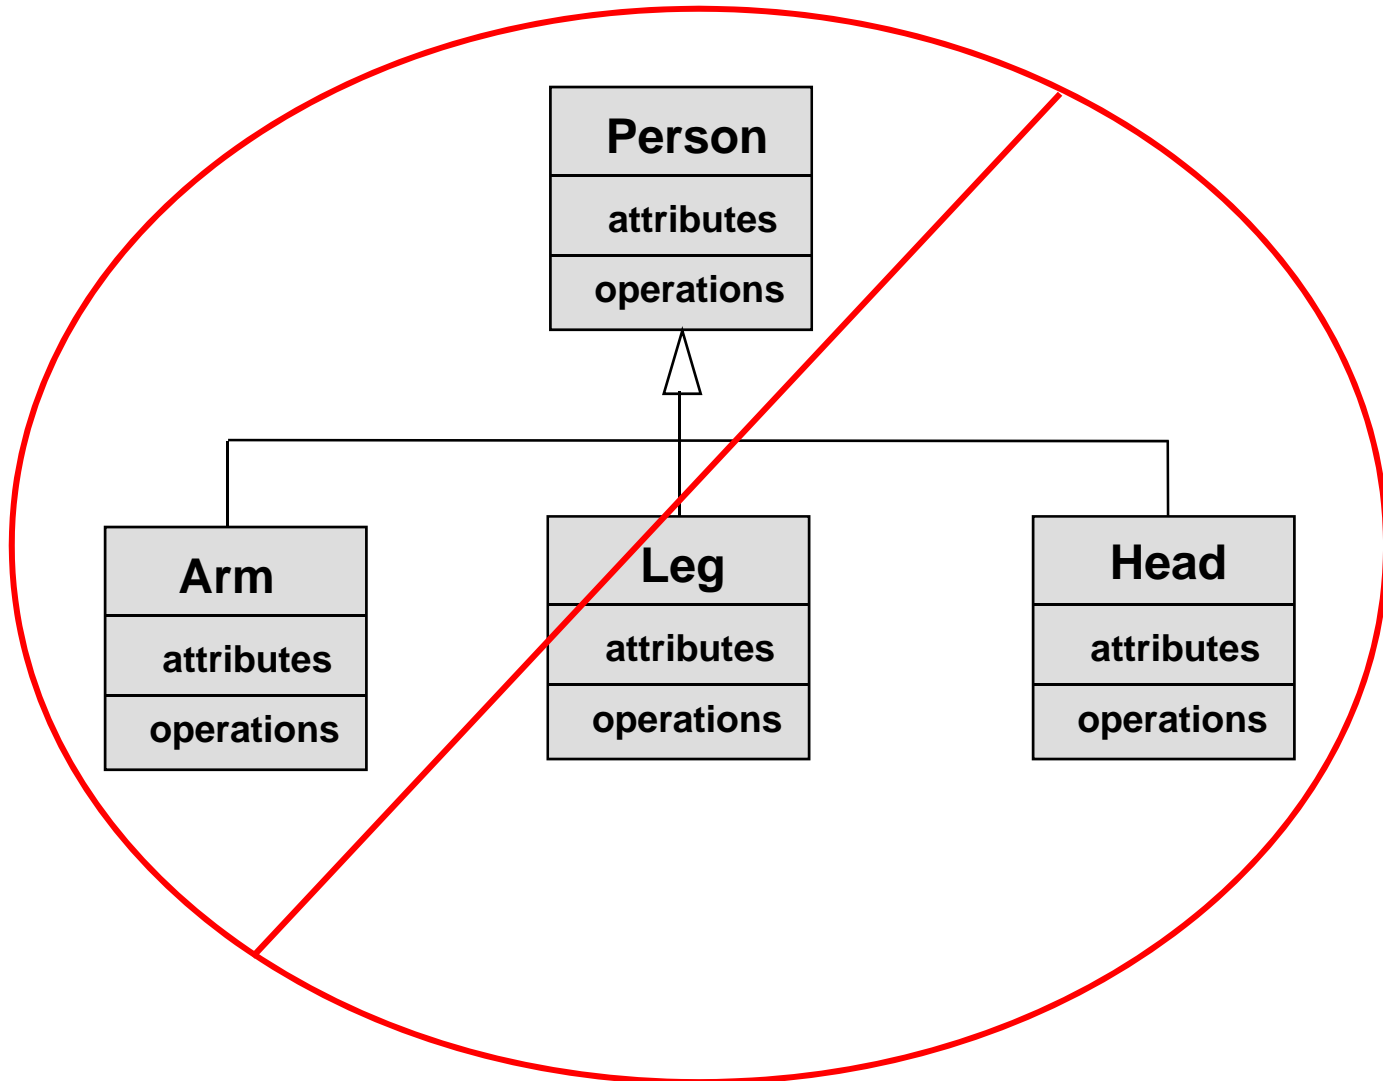 Person
attributes
operations
Arm
attributes
operations
Leg
attributes
operations
Head
attributes
operations